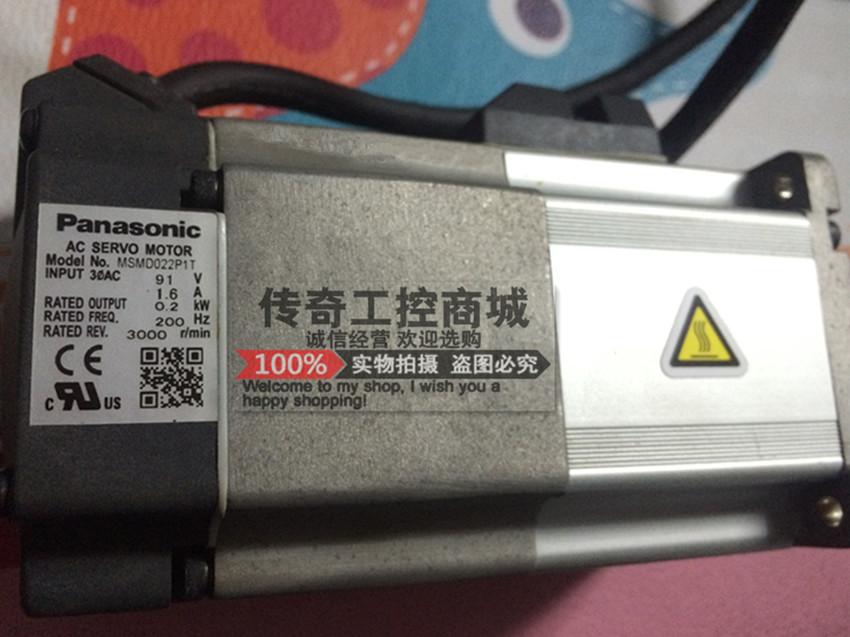 Panasonic
AC SERVO MOTOR
Model No. MSMD022P1T
INPUT 3ØAC 91 V
1.6 A
RATED OUTPUT 0.2 kW
RATED FREQ. 200 Hz
RATED REV. 3000 r/min
CE
c RU US
传奇工控商城
诚信经营 欢迎选购
100% 实物拍摄 盗图必究
Welcome to my shop, I wish you a
happy shopping!